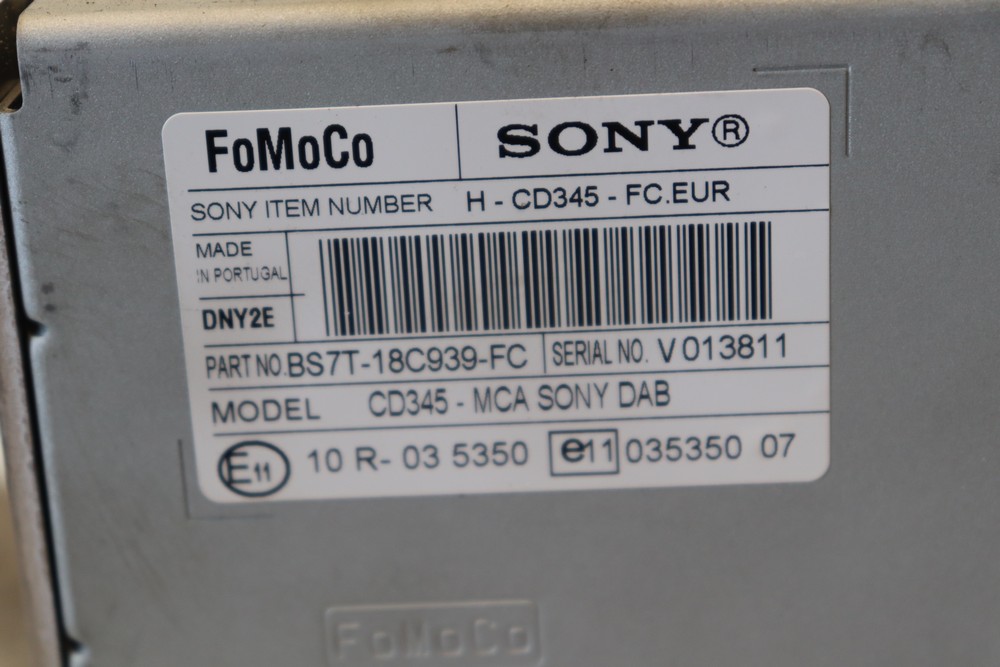 FoMoCo SONY®
SONY ITEM NUMBER H - CD345 - FC.EUR
MADE
IN PORTUGAL
DNY2E
PART NO. BS7T-18C939-FC SERIAL NO. V013811
MODEL CD345 - MCA SONY DAB
E11 10 R- 03 5350 e11 035350 07
FoMoCo